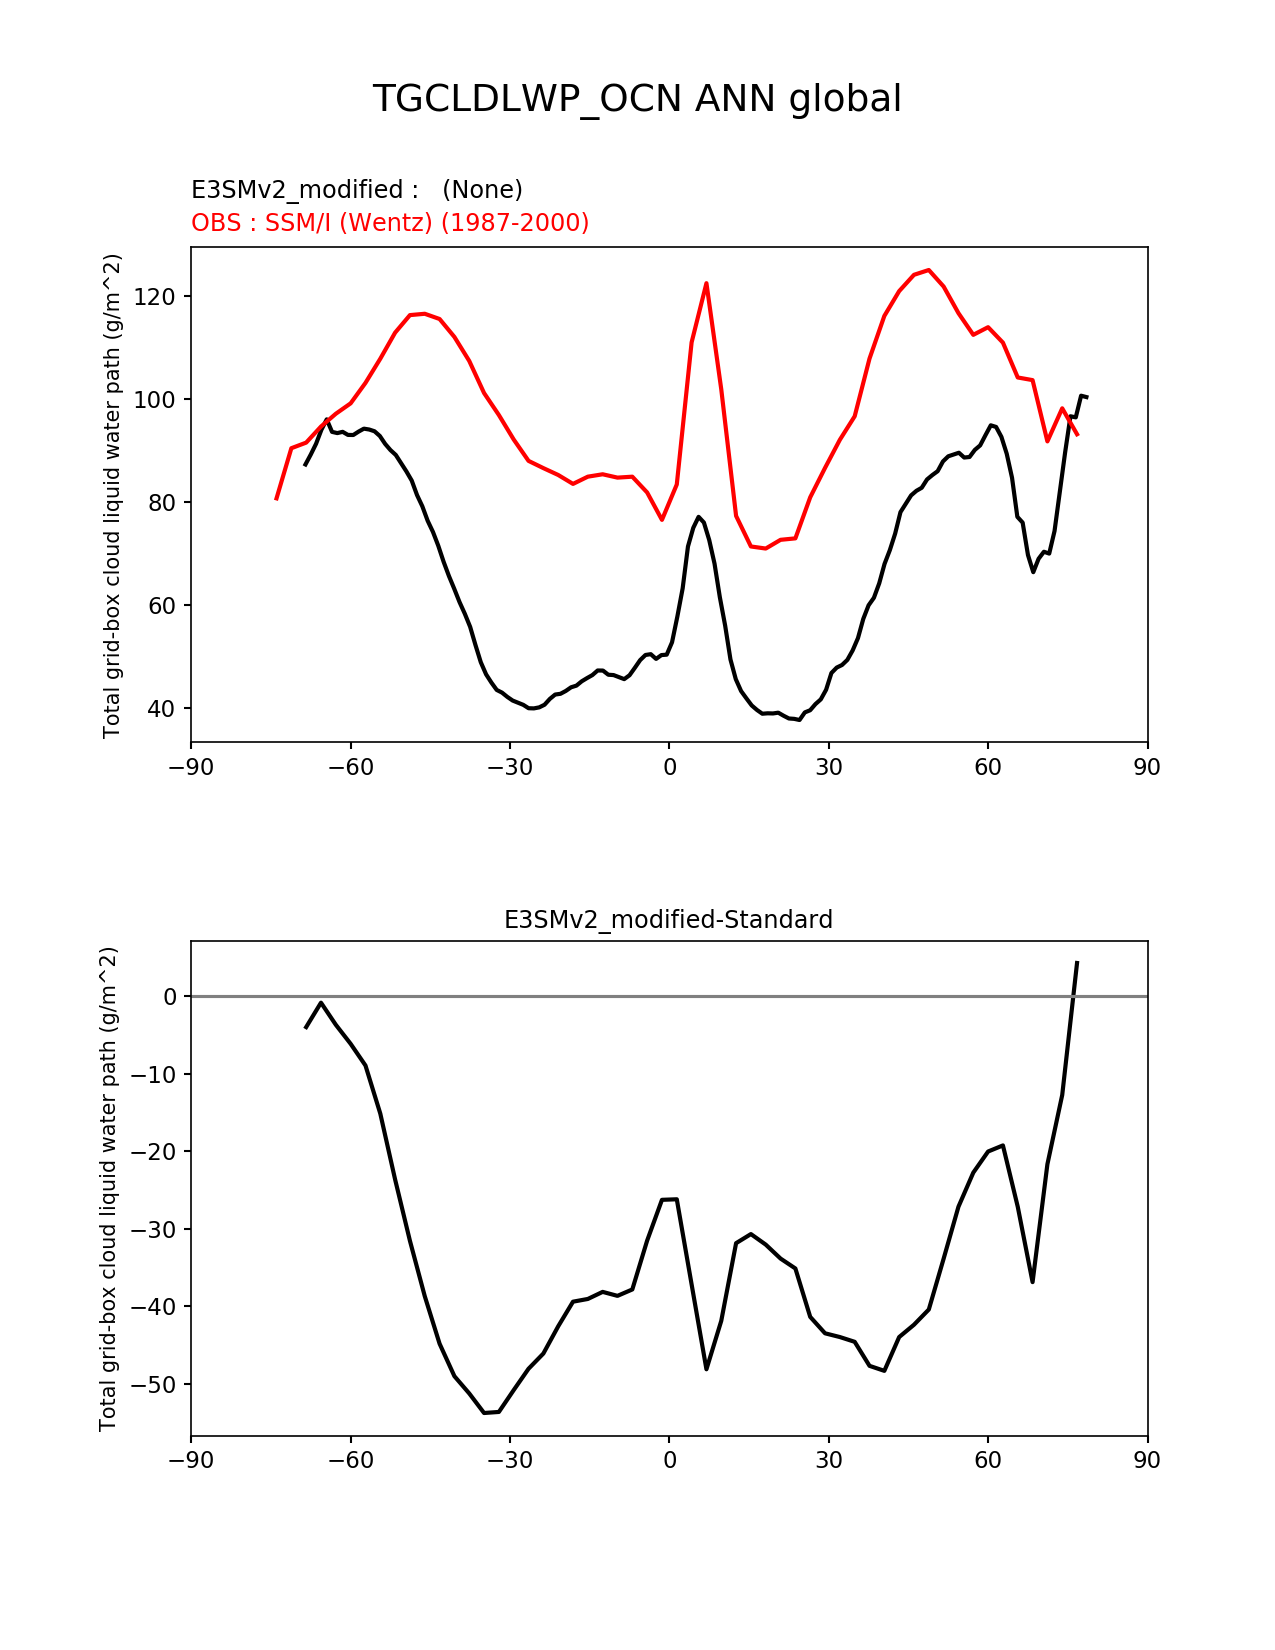 TGCLDLWP_OCN ANN global
E3SMv2_modified :   (None)
OBS : SSM/I (Wentz) (1987-2000)
Total grid-box cloud liquid water path (g/m^2)
120
100
80
60
40
−90 −60 −30 0 30 60 90
E3SMv2_modified-Standard
Total grid-box cloud liquid water path (g/m^2)
0
−10
−20
−30
−40
−50
−90 −60 −30 0 30 60 90